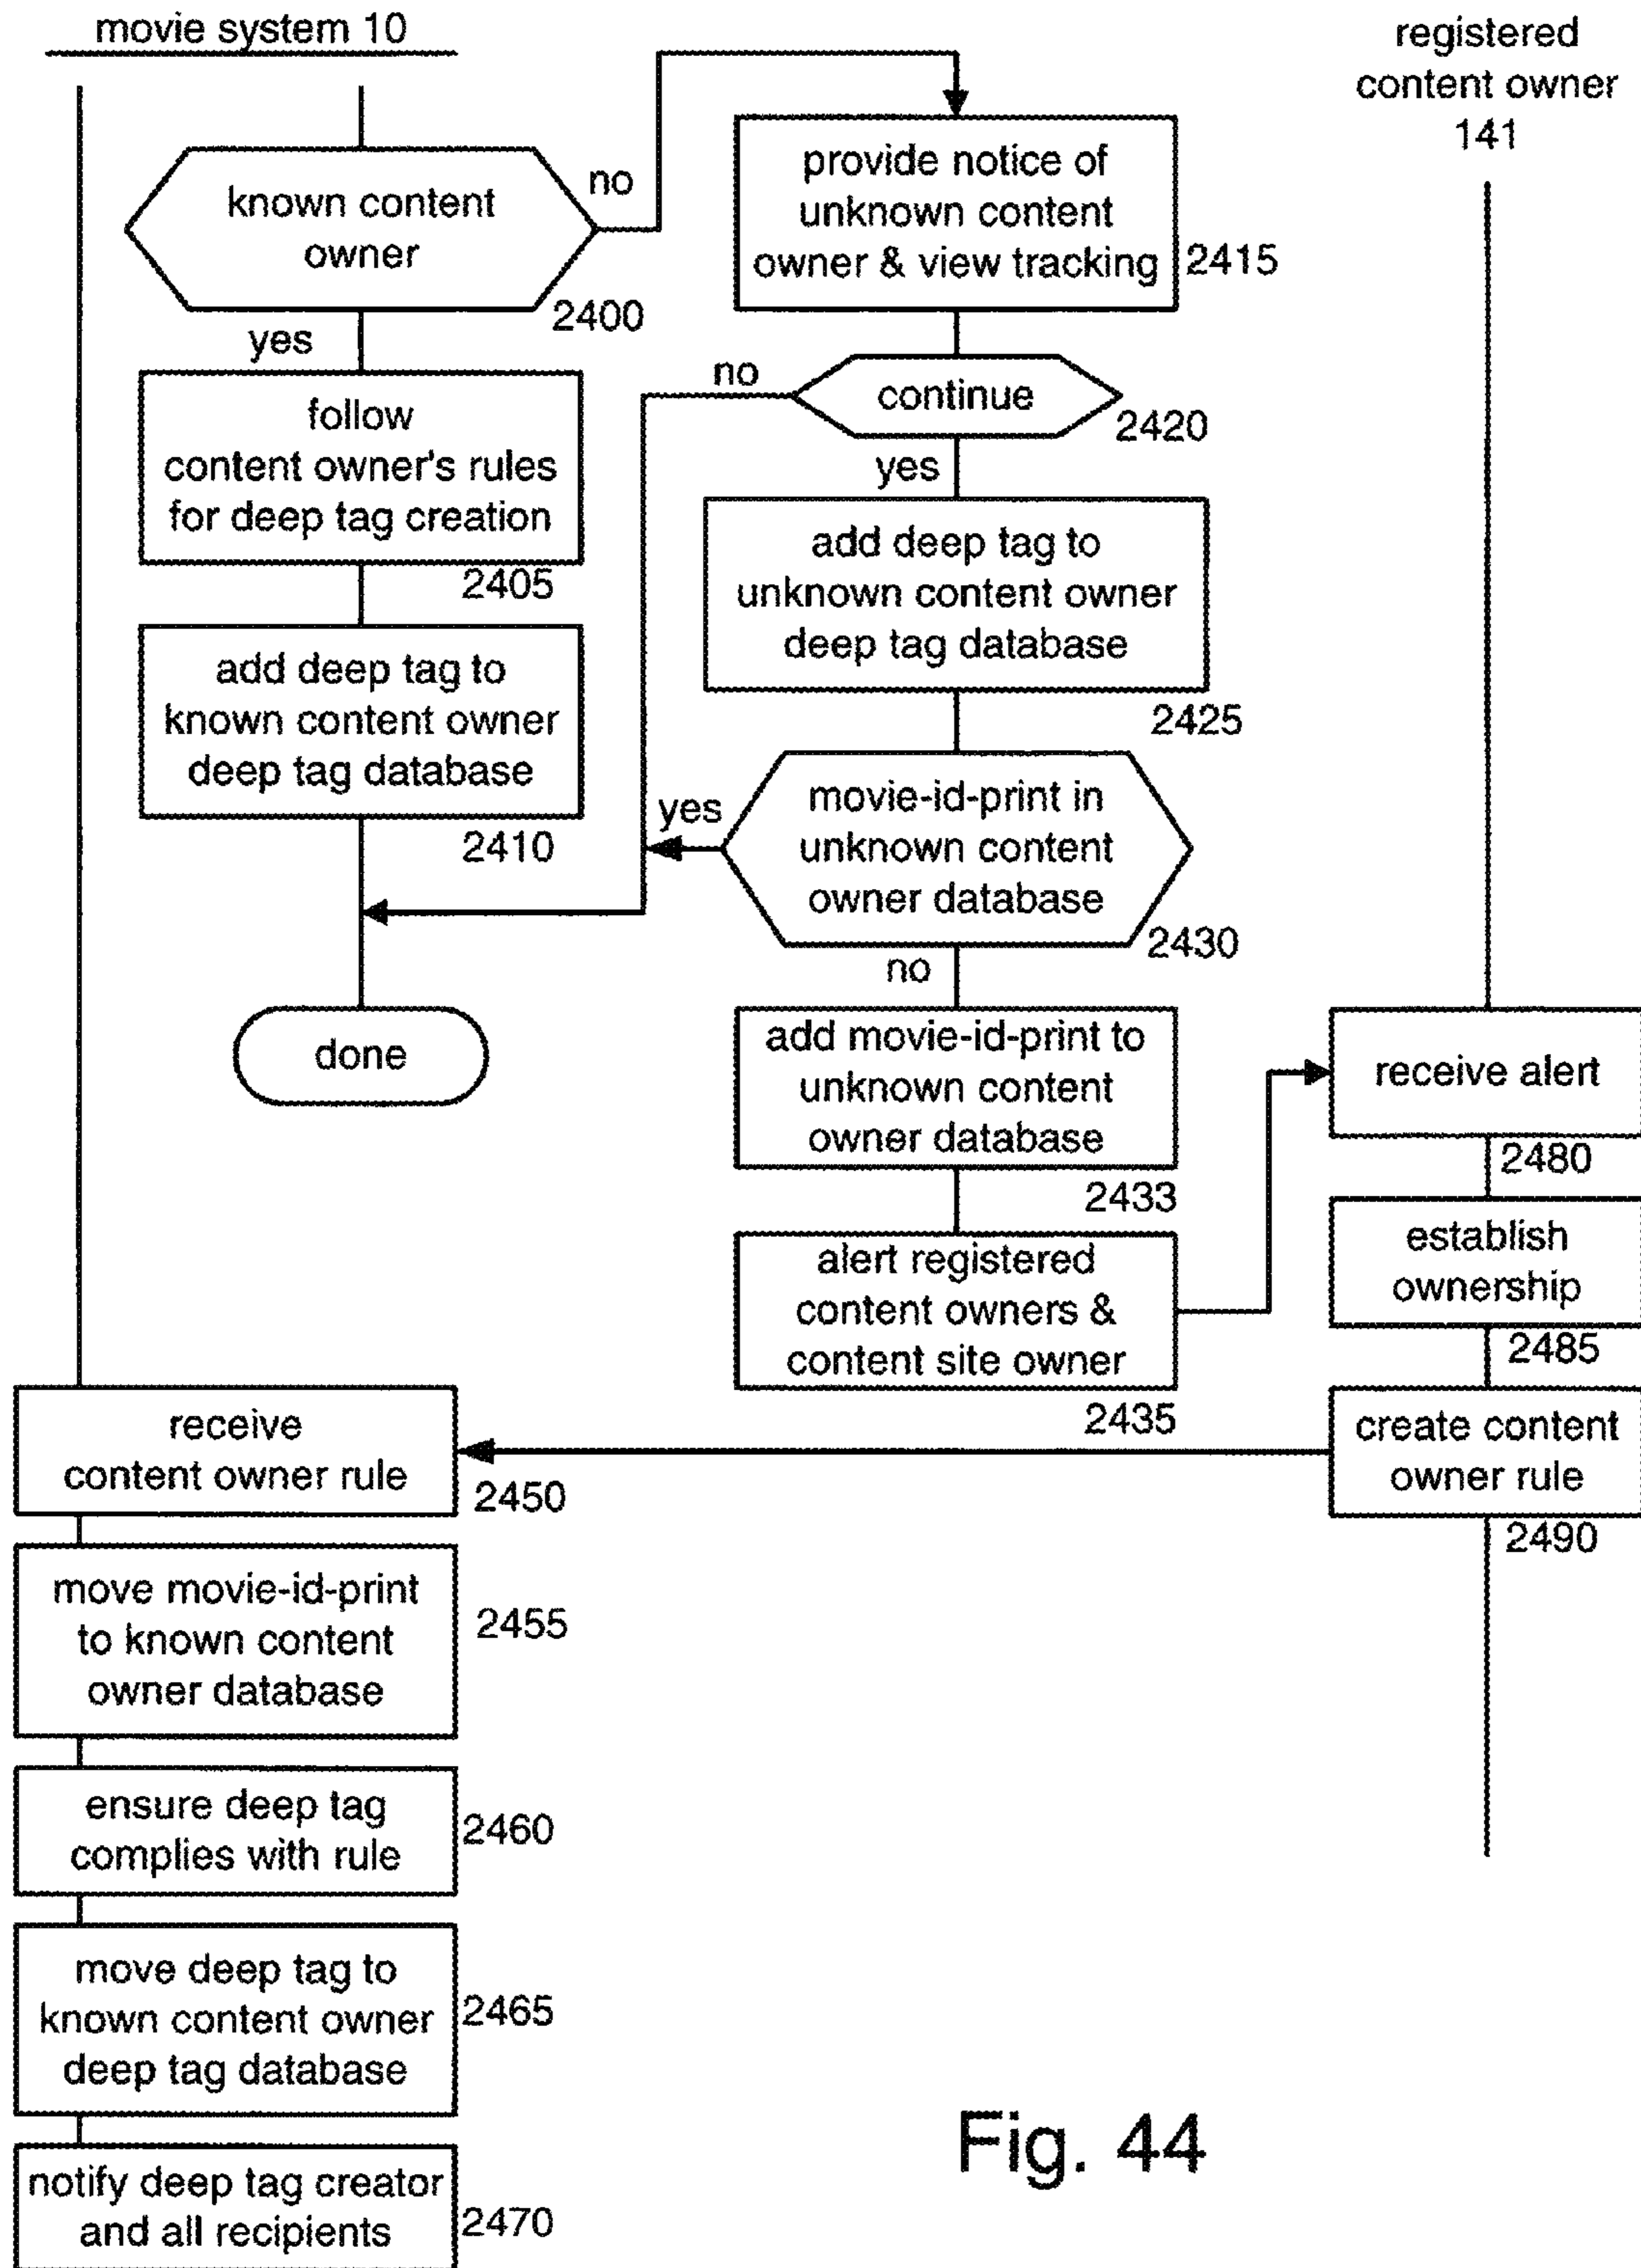 movie system 10
registered
content owner
141
known content
owner
no
2400
yes
provide notice of
unknown content
owner & view tracking
2415
follow
content owner's rules
for deep tag creation
2405
no
continue
2420
yes
add deep tag to
known content owner
deep tag database
2410
add deep tag to
unknown content owner
deep tag database
2425
yes
movie-id-print in
unknown content
owner database
2430
no
done
add movie-id-print to
unknown content
owner database
2433
receive alert
2480
alert registered
content owners &
content site owner
2435
establish
ownership
2485
receive
content owner rule
2450
create content
owner rule
2490
move movie-id-print
to known content
owner database
2455
ensure deep tag
complies with rule
2460
move deep tag to
known content owner
deep tag database
2465
notify deep tag creator
and all recipients
2470
Fig. 44